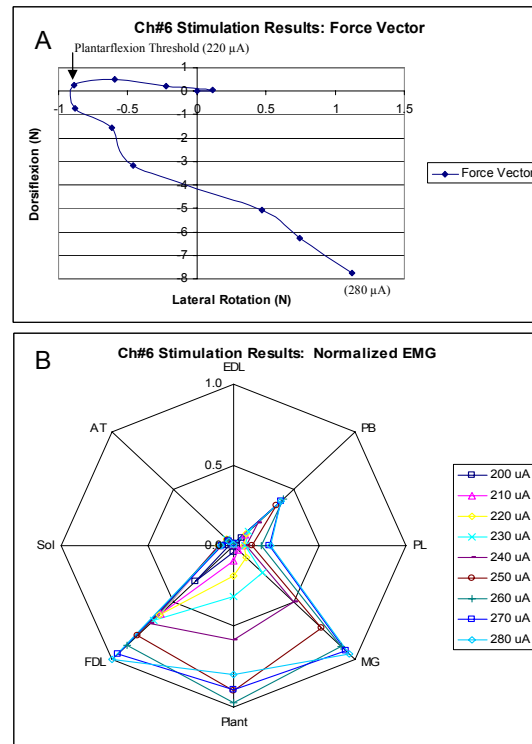 A
Ch#6 Stimulation Results: Force Vector
Plantarflexion Threshold (220 µA)
Dorsiflexion (N)
1
0
-1
-2
-3
-4
-5
-6
-7
-8
-1 -0.5 0 0.5 1 1.5
Force Vector
(280 µA)
Lateral Rotation (N)
B
Ch#6 Stimulation Results: Normalized EMG
EDL
1.0
AT
PB
0.5
Sol
0.0
PL
FDL
MG
Plant
200 uA
210 uA
220 uA
230 uA
240 uA
250 uA
260 uA
270 uA
280 uA